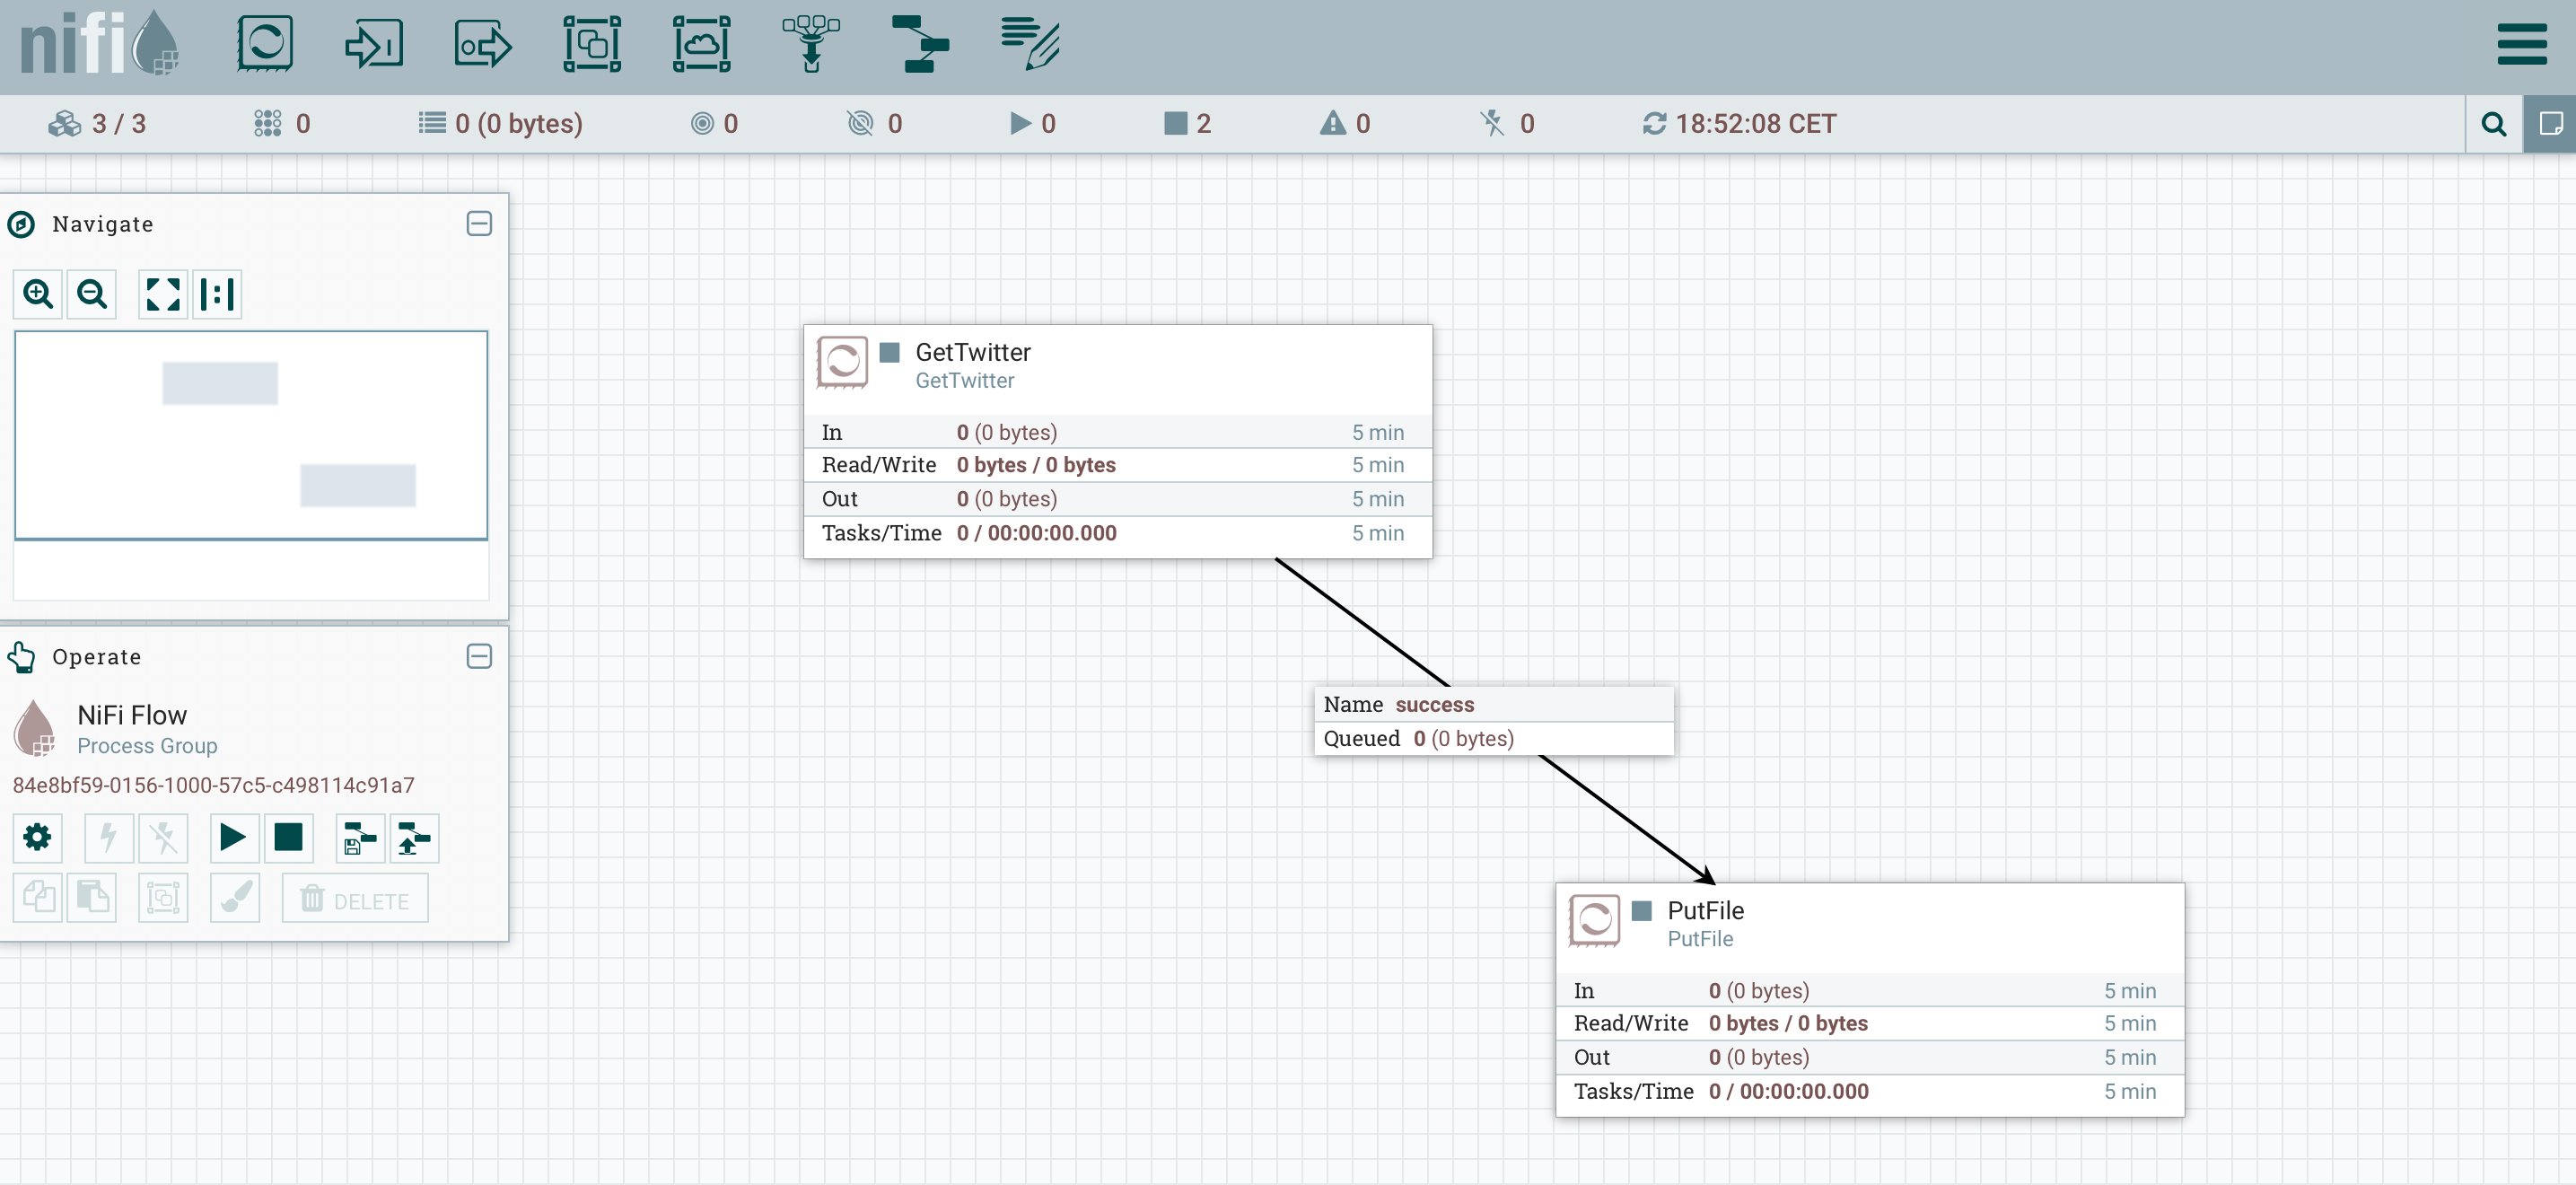 nifi
3 / 3 0 0 (0 bytes) 0 0 0 2 0 0 18:52:08 CET
Navigate
Operate
NiFi Flow
Process Group
84e8bf59-0156-1000-57c5-c498114c91a7
DELETE
GetTwitter
GetTwitter
In 0 (0 bytes) 5 min
Read/Write 0 bytes / 0 bytes 5 min
Out 0 (0 bytes) 5 min
Tasks/Time 0 / 00:00:00.000 5 min
Name success
Queued 0 (0 bytes)
PutFile
PutFile
In 0 (0 bytes) 5 min
Read/Write 0 bytes / 0 bytes 5 min
Out 0 (0 bytes) 5 min
Tasks/Time 0 / 00:00:00.000 5 min